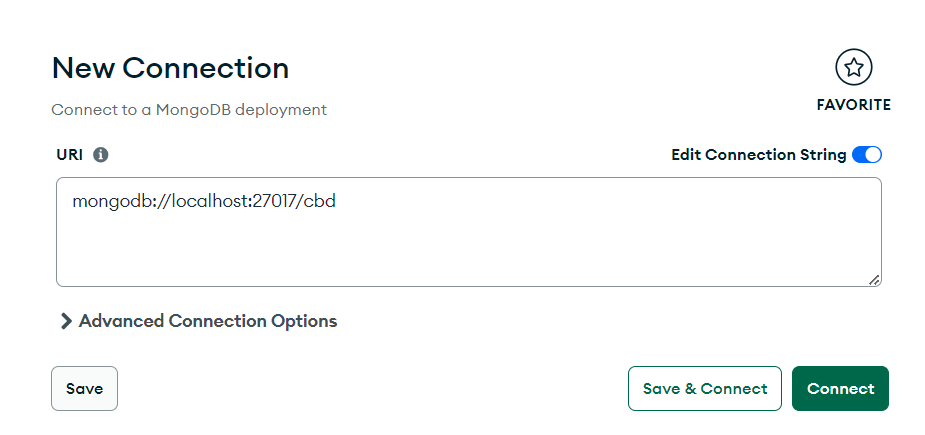 New Connection
FAVORITE
Connect to a MongoDB deployment
URI
Edit Connection String
mongodb://localhost:27017/cbd
Advanced Connection Options
Save
Save & Connect
Connect